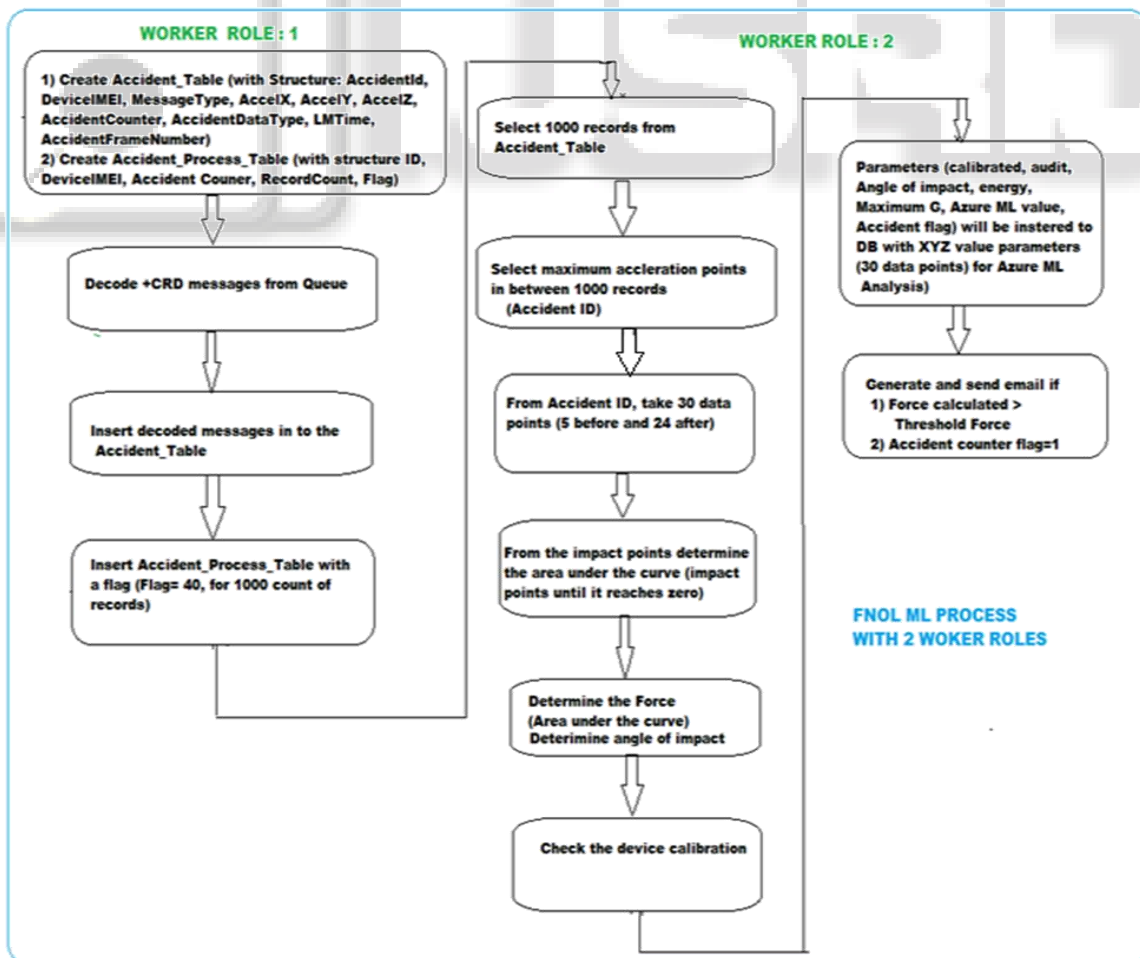 WORKER ROLE : 1
1) Create Accident_Table (with Structure: AccidentId,
DeviceIMEI, MessageType, AccelX, AccelY, AccelZ,
AccidentCounter, AccidentDataType, LMTime,
AccidentFrameNumber)
2) Create Accident_Process_Table (with structure ID,
DeviceIMEI, Accident Couner, RecordCount, Flag)
Decode +CRD messages from Queue
Insert decoded messages in to the
Accident_Table
Insert Accident_Process_Table with
a flag (Flag= 40, for 1000 count of
records)
WORKER ROLE : 2
Select 1000 records from
Accident_Table
Select maximum accleration points
in between 1000 records
(Accident ID)
From Accident ID, take 30 data
points (5 before and 24 after)
From the impact points determine
the area under the curve (impact
points until it reaches zero)
Determine the Force
(Area under the curve)
Deterimine angle of impact
Check the device calibration
Parameters (calibrated, audit,
Angle of impact, energy,
Maximum G, Azure ML value,
Accident flag) will be instered to
DB with XYZ value parameters
(30 data points) for Azure ML
Analysis)
Generate and send email if
1) Force calculated >
Threshold Force
2) Accident counter flag=1
FNOL ML PROCESS
WITH 2 WOKER ROLES